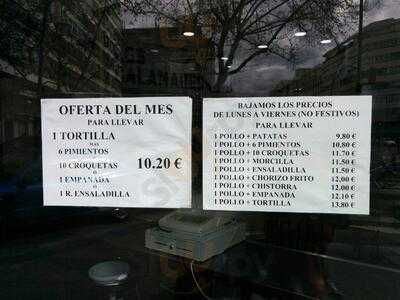 OFERTA DEL MES
PARA LLEVAR
1 TORTILLA
MAS
6 PIMIENTOS
O
10 CROQUETAS
O
1 EMPANADA
O
1 R. ENSALADILLA
10.20 €
BAJAMOS LOS PRECIOS
DE LUNES A VIERNES (NO FESTIVOS)
PARA LLEVAR
1 POLLO + PATATAS 9.80 €
1 POLLO + 6 PIMIENTOS 10.80 €
1 POLLO + 10 CROQUETAS 11.70 €
1 POLLO + MORCILLA 11.50 €
1 POLLO + ENSALADILLA 11.50 €
1 POLLO + CHORIZO FRITO 12.00 €
1 POLLO + CHISTORRA 12.00 €
1 POLLO + EMPANADA 12.10 €
1 POLLO + TORTILLA 13.80 €